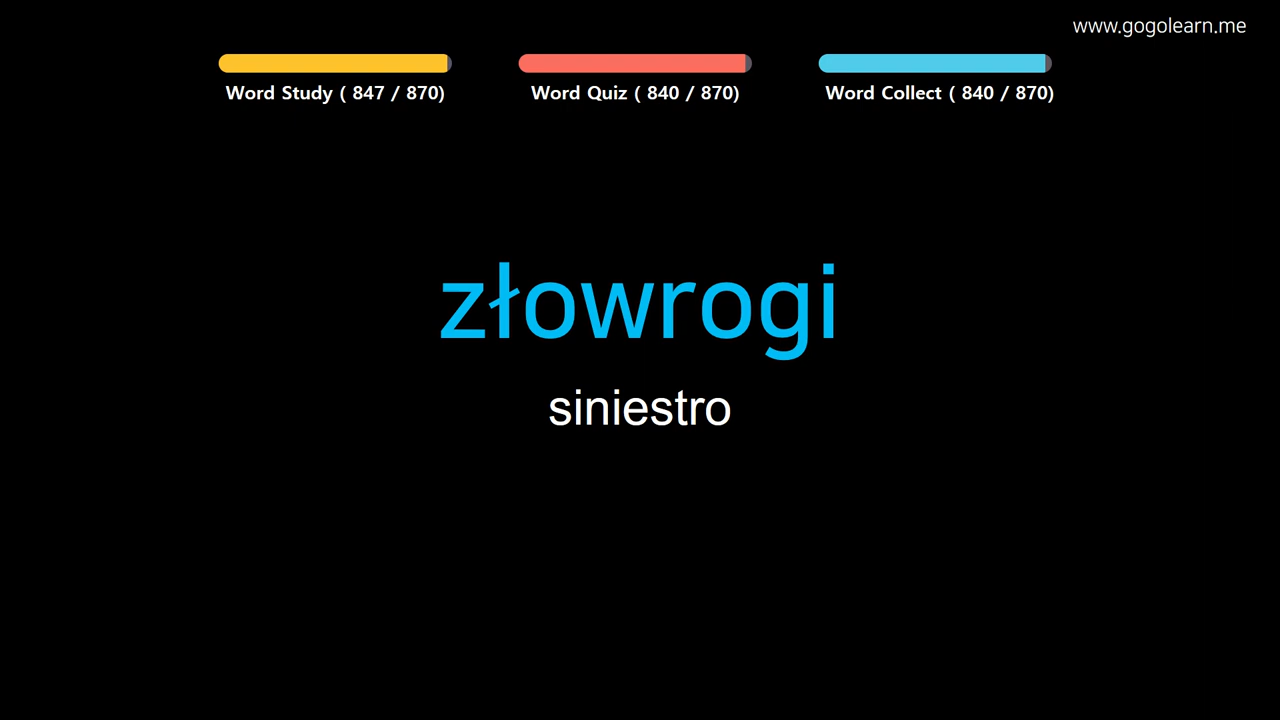 www.gogolearn.me
Word Study ( 847 / 870)
Word Quiz ( 840 / 870)
Word Collect ( 840 / 870)
złowrogi
siniestro